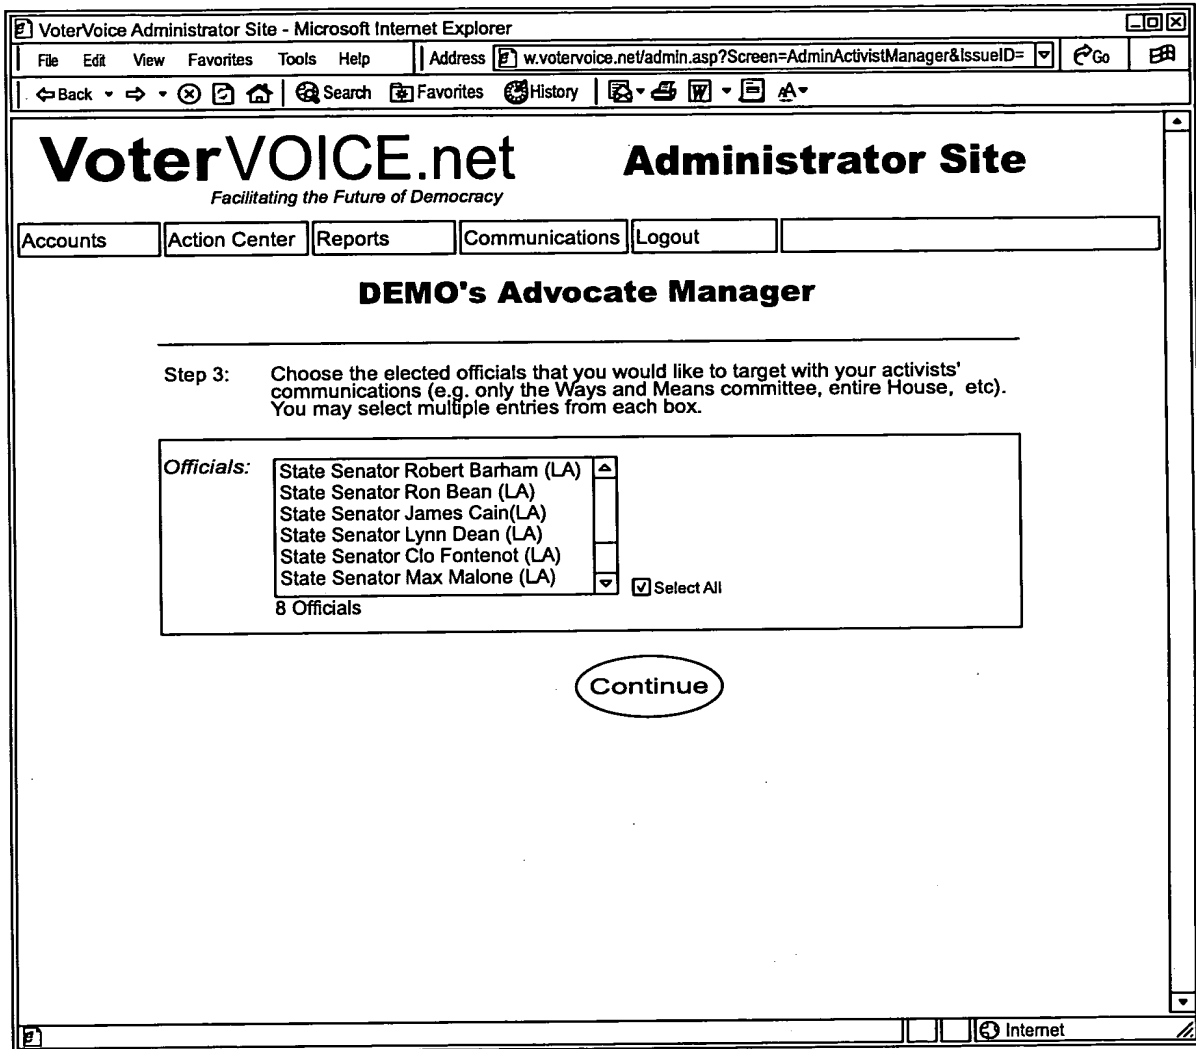 VoterVoice Administrator Site - Microsoft Internet Explorer
File Edit View Favorites Tools Help Address w.votervoice.net/admin.asp?Screen=AdminActivistManager&IssueID= Go
Back Search Favorites History
VoterVOICE.net Administrator Site
Facilitating the Future of Democracy
Accounts Action Center Reports Communications Logout
DEMO's Advocate Manager
Step 3: Choose the elected officials that you would like to target with your activists'
communications (e.g. only the Ways and Means committee, entire House, etc).
You may select multiple entries from each box.
Officials: State Senator Robert Barham (LA)
State Senator Ron Bean (LA)
State Senator James Cain(LA)
State Senator Lynn Dean (LA)
State Senator Clo Fontenot (LA)
State Senator Max Malone (LA)
Select All
8 Officials
Continue
Internet